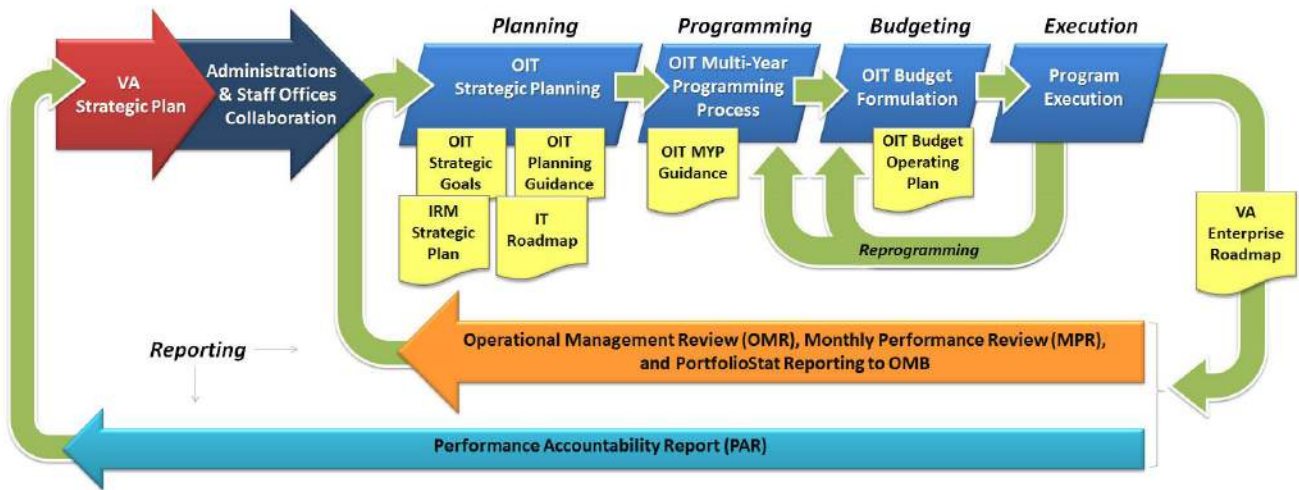 Planning
Programming
Budgeting
Execution
VA
Strategic Plan
Administrations
& Staff Offices
Collaboration
OIT
Strategic Planning
OIT Multi-Year
Programming
Process
OIT Budget
Formulation
Program
Execution
OIT
Strategic
Goals
OIT
Planning
Guidance
OIT MYP
Guidance
OIT Budget
Operating
Plan
IRM
Strategic
Plan
IT
Roadmap
Reprogramming
VA
Enterprise
Roadmap
Reporting
Operational Management Review (OMR), Monthly Performance Review (MPR),
and PortfolioStat Reporting to OMB
Performance Accountability Report (PAR)